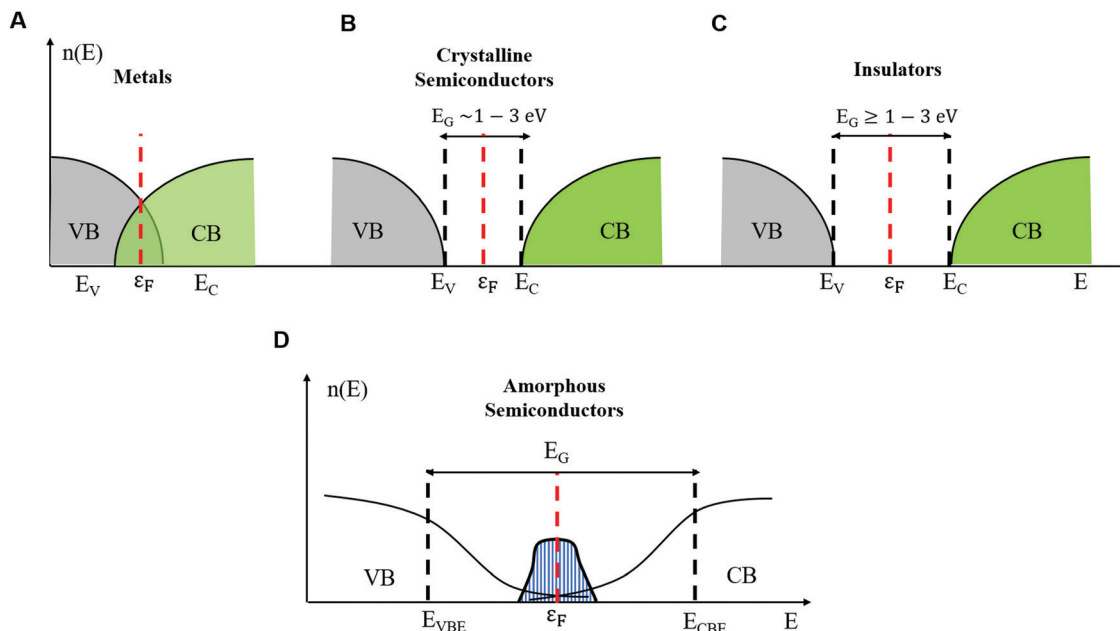 A
B
C
n(E)
Metals
Crystalline
Semiconductors
E_G ~1 − 3 eV
Insulators
E_G ≥ 1 − 3 eV
VB
CB
VB
CB
VB
CB
E_V
ε_F
E_C
E_V
ε_F
E_C
E_V
ε_F
E_C
E
D
n(E)
Amorphous
Semiconductors
E_G
VB
CB
E_VBE
ε_F
E_CBE
E